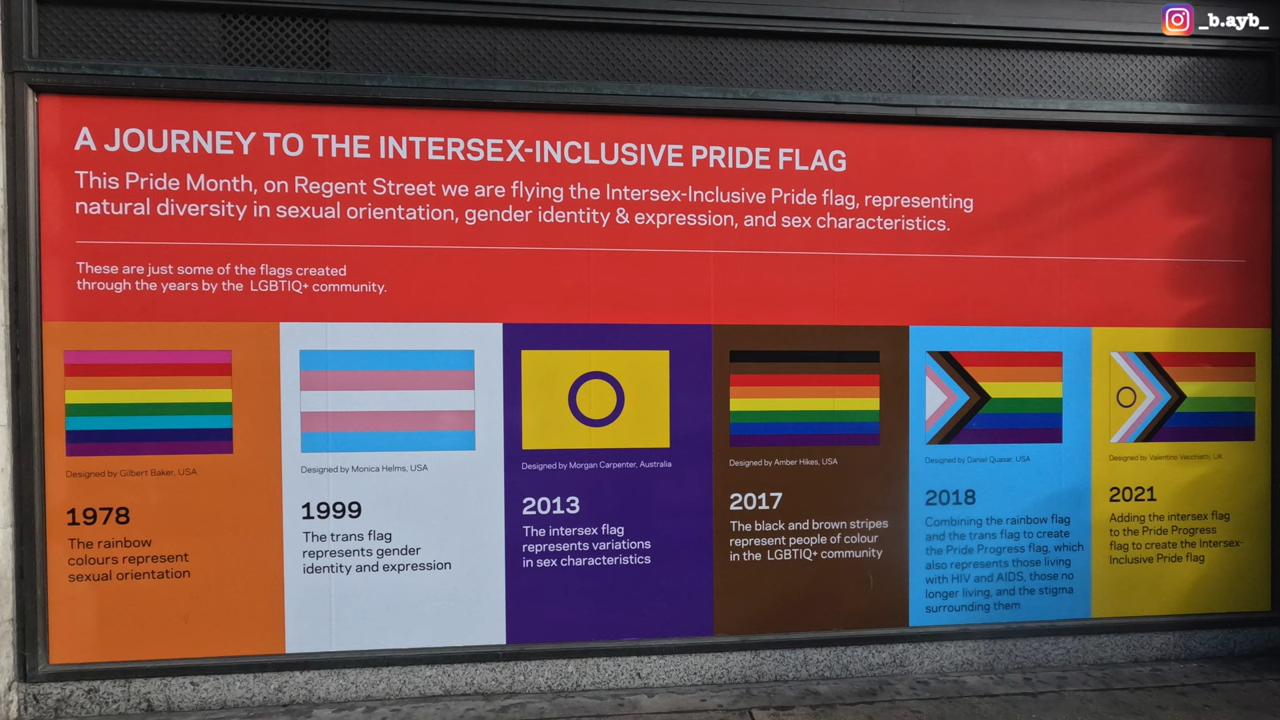 _b.ayb_
A JOURNEY TO THE INTERSEX-INCLUSIVE PRIDE FLAG
This Pride Month, on Regent Street we are flying the Intersex-Inclusive Pride flag, representing
natural diversity in sexual orientation, gender identity & expression, and sex characteristics.
These are just some of the flags created
through the years by the LGBTIQ+ community.
Designed by Gilbert Baker, USA
1978
The rainbow
colours represent
sexual orientation
Designed by Monica Helms, USA
1999
The trans flag
represents gender
identity and expression
Designed by Morgan Carpenter, Australia
2013
The intersex flag
represents variations
in sex characteristics
Designed by Amber Hikes, USA
2017
The black and brown stripes
represent people of colour
in the LGBTIQ+ community
Designed by Daniel Quasar, USA
2018
Combining the rainbow flag
and the trans flag to create
the Pride Progress flag, which
also represents those living
with HIV and AIDS, those no
longer living, and the stigma
surrounding them
Designed by Valentino Vecchietti, UK
2021
Adding the intersex flag
to the Pride Progress
flag to create the Intersex-
Inclusive Pride flag